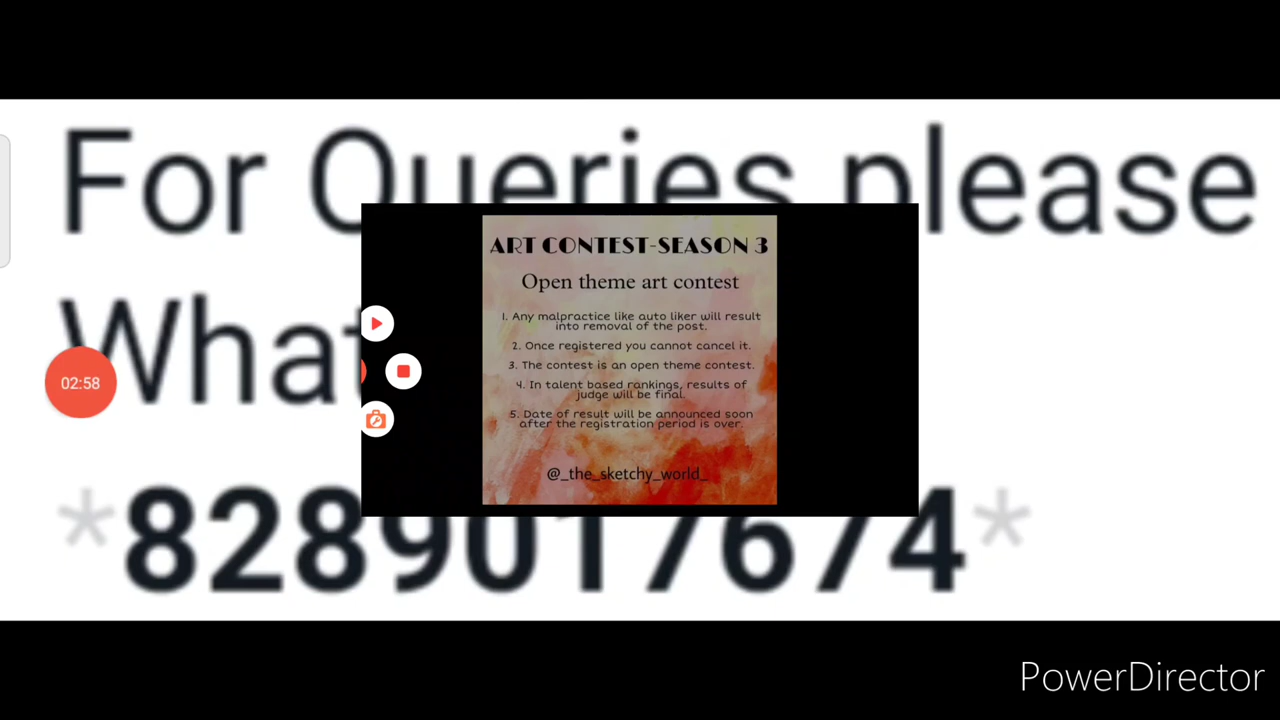 For Queries please
ART CONTEST-SEASON 3
Open theme art contest
1. Any malpractice like auto liker will result
into removal of the post.
2. Once registered you cannot cancel it.
3. The contest is an open theme contest.
4. In talent based rankings, results of
judge will be final.
5. Date of result will be announced soon
after the registration period is over.
@_the_sketchy_world_
02:58
*8289017674*
PowerDirector